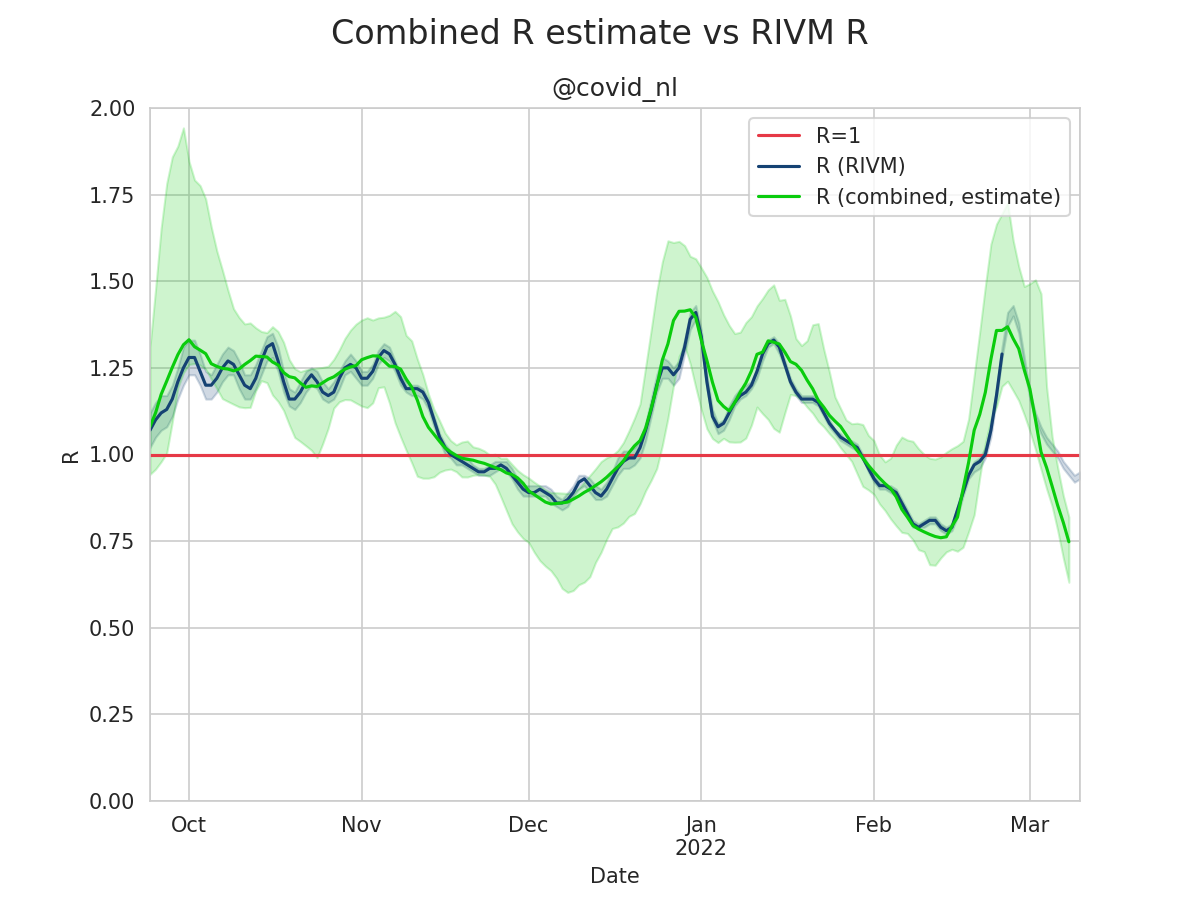 Combined R estimate vs RIVM R
@covid_nl
R=1
R (RIVM)
R (combined, estimate)
2.00
1.75
1.50
1.25
1.00
0.75
0.50
0.25
0.00
R
Oct Nov Dec Jan Feb Mar
2022
Date